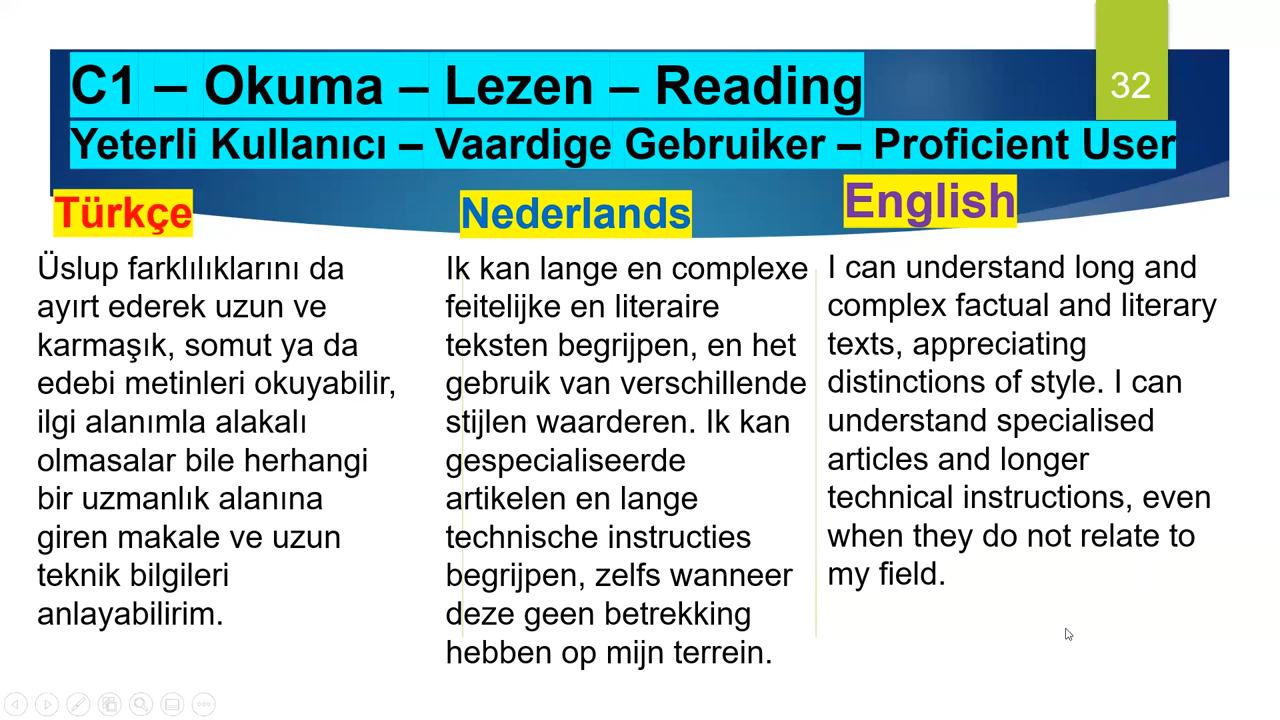 C1 – Okuma – Lezen – Reading
32
Yeterli Kullanıcı – Vaardige Gebruiker – Proficient User
Türkçe
Üslup farklılıklarını da
ayırt ederek uzun ve
karmaşık, somut ya da
edebi metinleri okuyabilir,
ilgi alanımla alakalı
olmasalar bile herhangi
bir uzmanlık alanına
giren makale ve uzun
teknik bilgileri
anlayabilirim.
Nederlands
Ik kan lange en complexe
feitelijke en literaire
teksten begrijpen, en het
gebruik van verschillende
stijlen waarderen. Ik kan
gespecialiseerde
artikelen en lange
technische instructies
begrijpen, zelfs wanneer
deze geen betrekking
hebben op mijn terrein.
English
I can understand long and
complex factual and literary
texts, appreciating
distinctions of style. I can
understand specialised
articles and longer
technical instructions, even
when they do not relate to
my field.